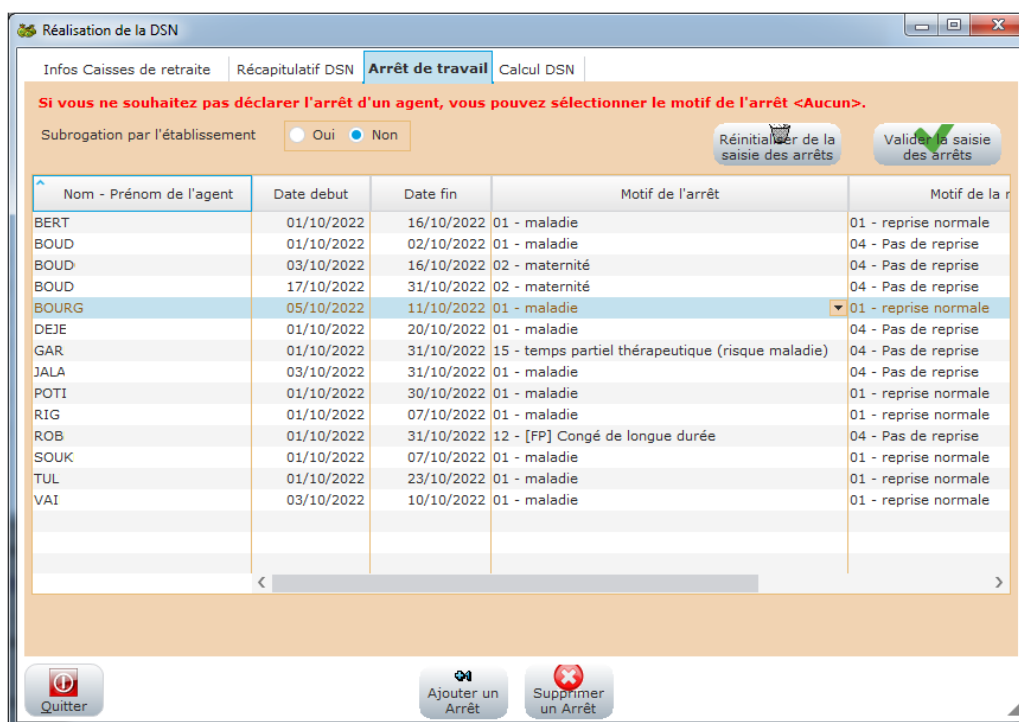 Réalisation de la DSN
Infos Caisses de retraite Récapitulatif DSN Arrêt de travail Calcul DSN
Si vous ne souhaitez pas déclarer l'arrêt d'un agent, vous pouvez sélectionner le motif de l'arrêt <Aucun>.
Subrogation par l'établissement Oui Non
Réinitialiser de la
saisie des arrêts
Valider la saisie
des arrêts
Nom - Prénom de l'agent Date debut Date fin Motif de l'arrêt Motif de la r
BERT 01/10/2022 16/10/2022 01 - maladie 01 - reprise normale
BOUD 01/10/2022 02/10/2022 01 - maladie 04 - Pas de reprise
BOUD 03/10/2022 16/10/2022 02 - maternité 04 - Pas de reprise
BOUD 17/10/2022 31/10/2022 02 - maternité 04 - Pas de reprise
BOURG 05/10/2022 11/10/2022 01 - maladie 01 - reprise normale
DEJE 01/10/2022 20/10/2022 01 - maladie 04 - Pas de reprise
GAR 01/10/2022 31/10/2022 15 - temps partiel thérapeutique (risque maladie) 04 - Pas de reprise
JALA 03/10/2022 31/10/2022 01 - maladie 04 - Pas de reprise
POTI 01/10/2022 30/10/2022 01 - maladie 01 - reprise normale
RIG 01/10/2022 07/10/2022 01 - maladie 01 - reprise normale
ROB 01/10/2022 31/10/2022 12 - [FP] Congé de longue durée 04 - Pas de reprise
SOUK 01/10/2022 07/10/2022 01 - maladie 01 - reprise normale
TUL 01/10/2022 23/10/2022 01 - maladie 01 - reprise normale
VAI 03/10/2022 10/10/2022 01 - maladie 01 - reprise normale
Quitter
Ajouter un
Arrêt
Supprimer
un Arrêt